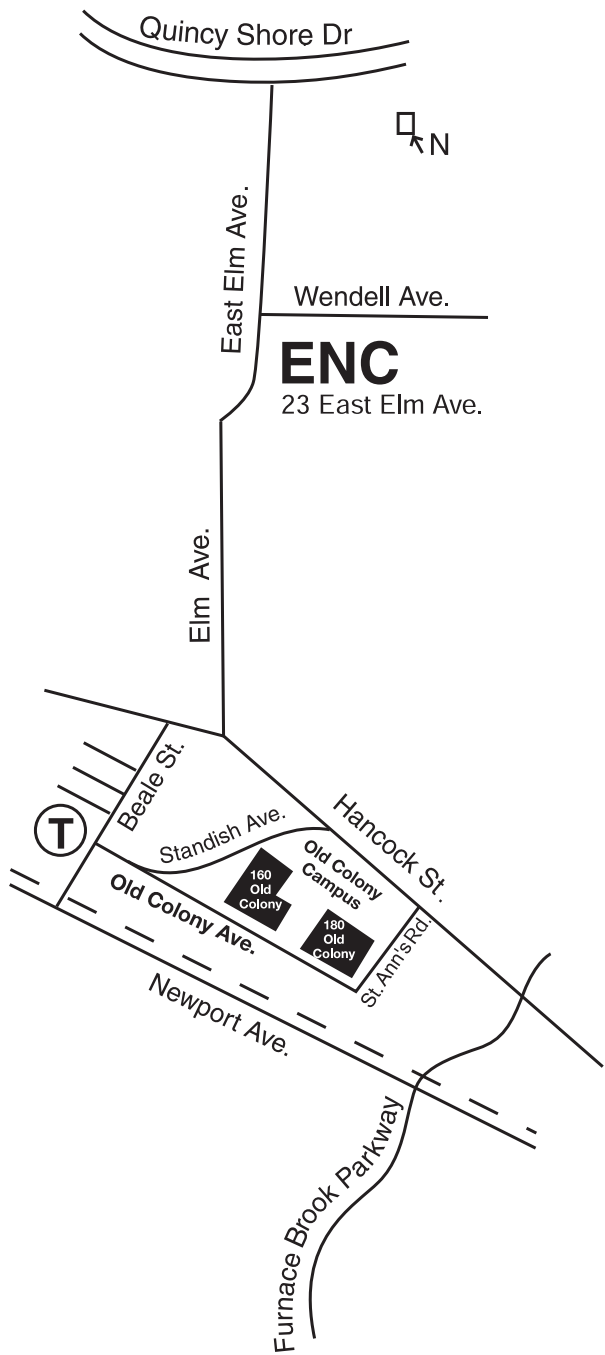 Quincy Shore Dr
N
East Elm Ave.
Wendell Ave.
ENC
23 East Elm Ave.
Elm Ave.
Beale St.
T
Standish Ave.
Hancock St.
Old Colony
Campus
160
Old
Colony
180
Old
Colony
Old Colony Ave.
St. Ann's Rd.
Newport Ave.
Furnace Brook Parkway